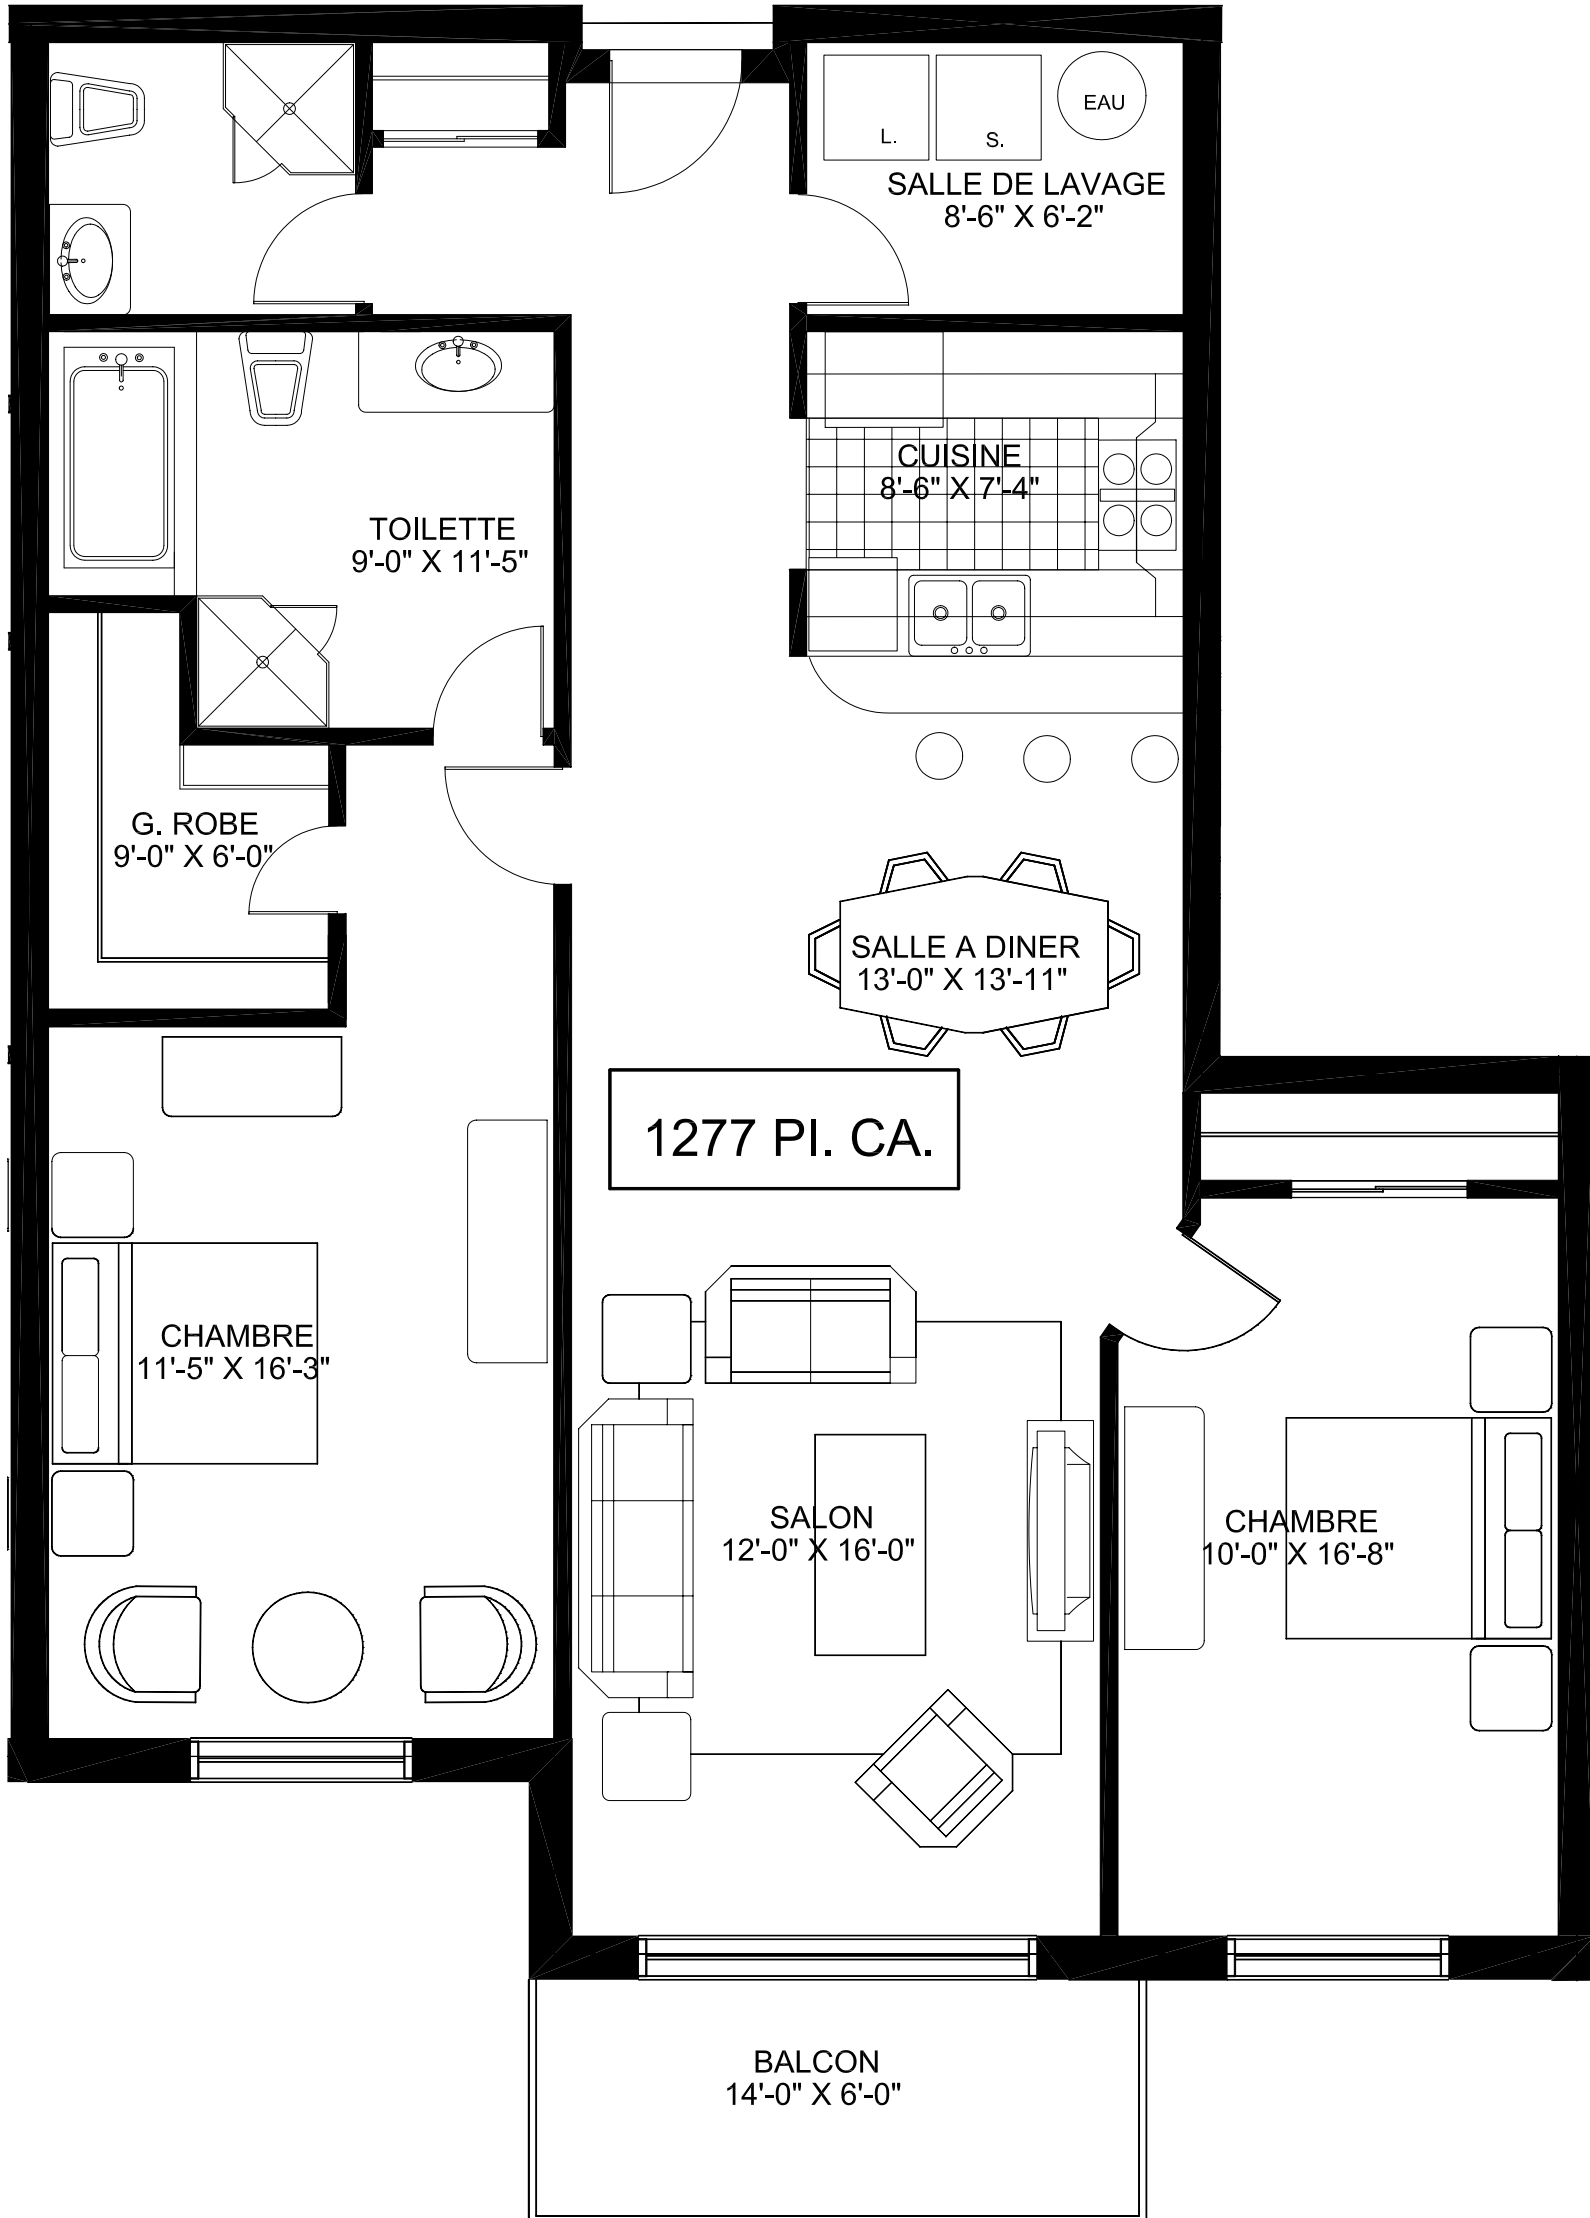 EAU
L.
S.
SALLE DE LAVAGE
8'-6" X 6'-2"
CUISINE
8'-6" X 7'-4"
TOILETTE
9'-0" X 11'-5"
G. ROBE
9'-0" X 6'-0"
SALLE A DINER
13'-0" X 13'-11"
1277 PI. CA.
CHAMBRE
11'-5" X 16'-3"
SALON
12'-0" X 16'-0"
CHAMBRE
10'-0" X 16'-8"
BALCON
14'-0" X 6'-0"